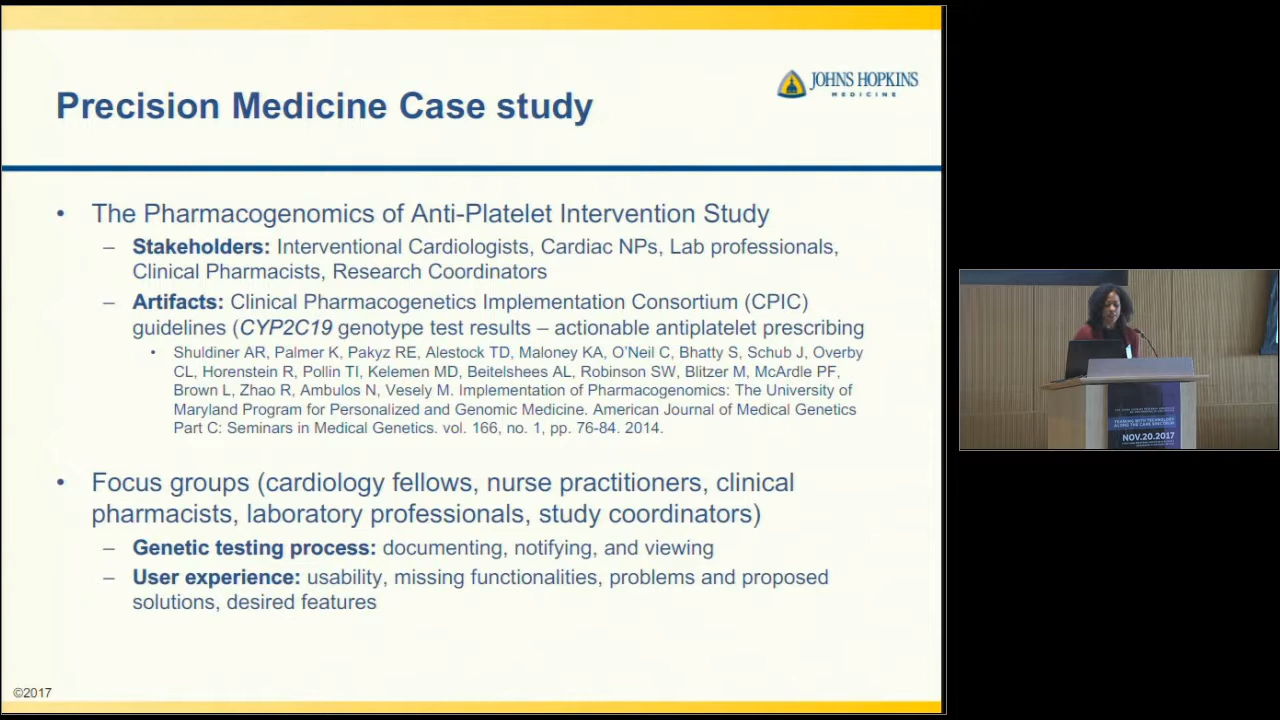 JOHNS HOPKINS
MEDICINE
Precision Medicine Case study
• The Pharmacogenomics of Anti-Platelet Intervention Study
– Stakeholders: Interventional Cardiologists, Cardiac NPs, Lab professionals,
Clinical Pharmacists, Research Coordinators
– Artifacts: Clinical Pharmacogenetics Implementation Consortium (CPIC)
guidelines (CYP2C19 genotype test results – actionable antiplatelet prescribing
• Shuldiner AR, Palmer K, Pakyz RE, Alestock TD, Maloney KA, O’Neil C, Bhatty S, Schub J, Overby
CL, Horenstein R, Pollin TI, Kelemen MD, Beitelshees AL, Robinson SW, Blitzer M, McArdle PF,
Brown L, Zhao R, Ambulos N, Vesely M. Implementation of Pharmacogenomics: The University of
Maryland Program for Personalized and Genomic Medicine. American Journal of Medical Genetics
Part C: Seminars in Medical Genetics. vol. 166, no. 1, pp. 76-84. 2014.
• Focus groups (cardiology fellows, nurse practitioners, clinical
pharmacists, laboratory professionals, study coordinators)
– Genetic testing process: documenting, notifying, and viewing
– User experience: usability, missing functionalities, problems and proposed
solutions, desired features
©2017
TRAINING WITH TECHNOLOGY
ALONG THE CARE SPECTRUM
NOV.20.2017